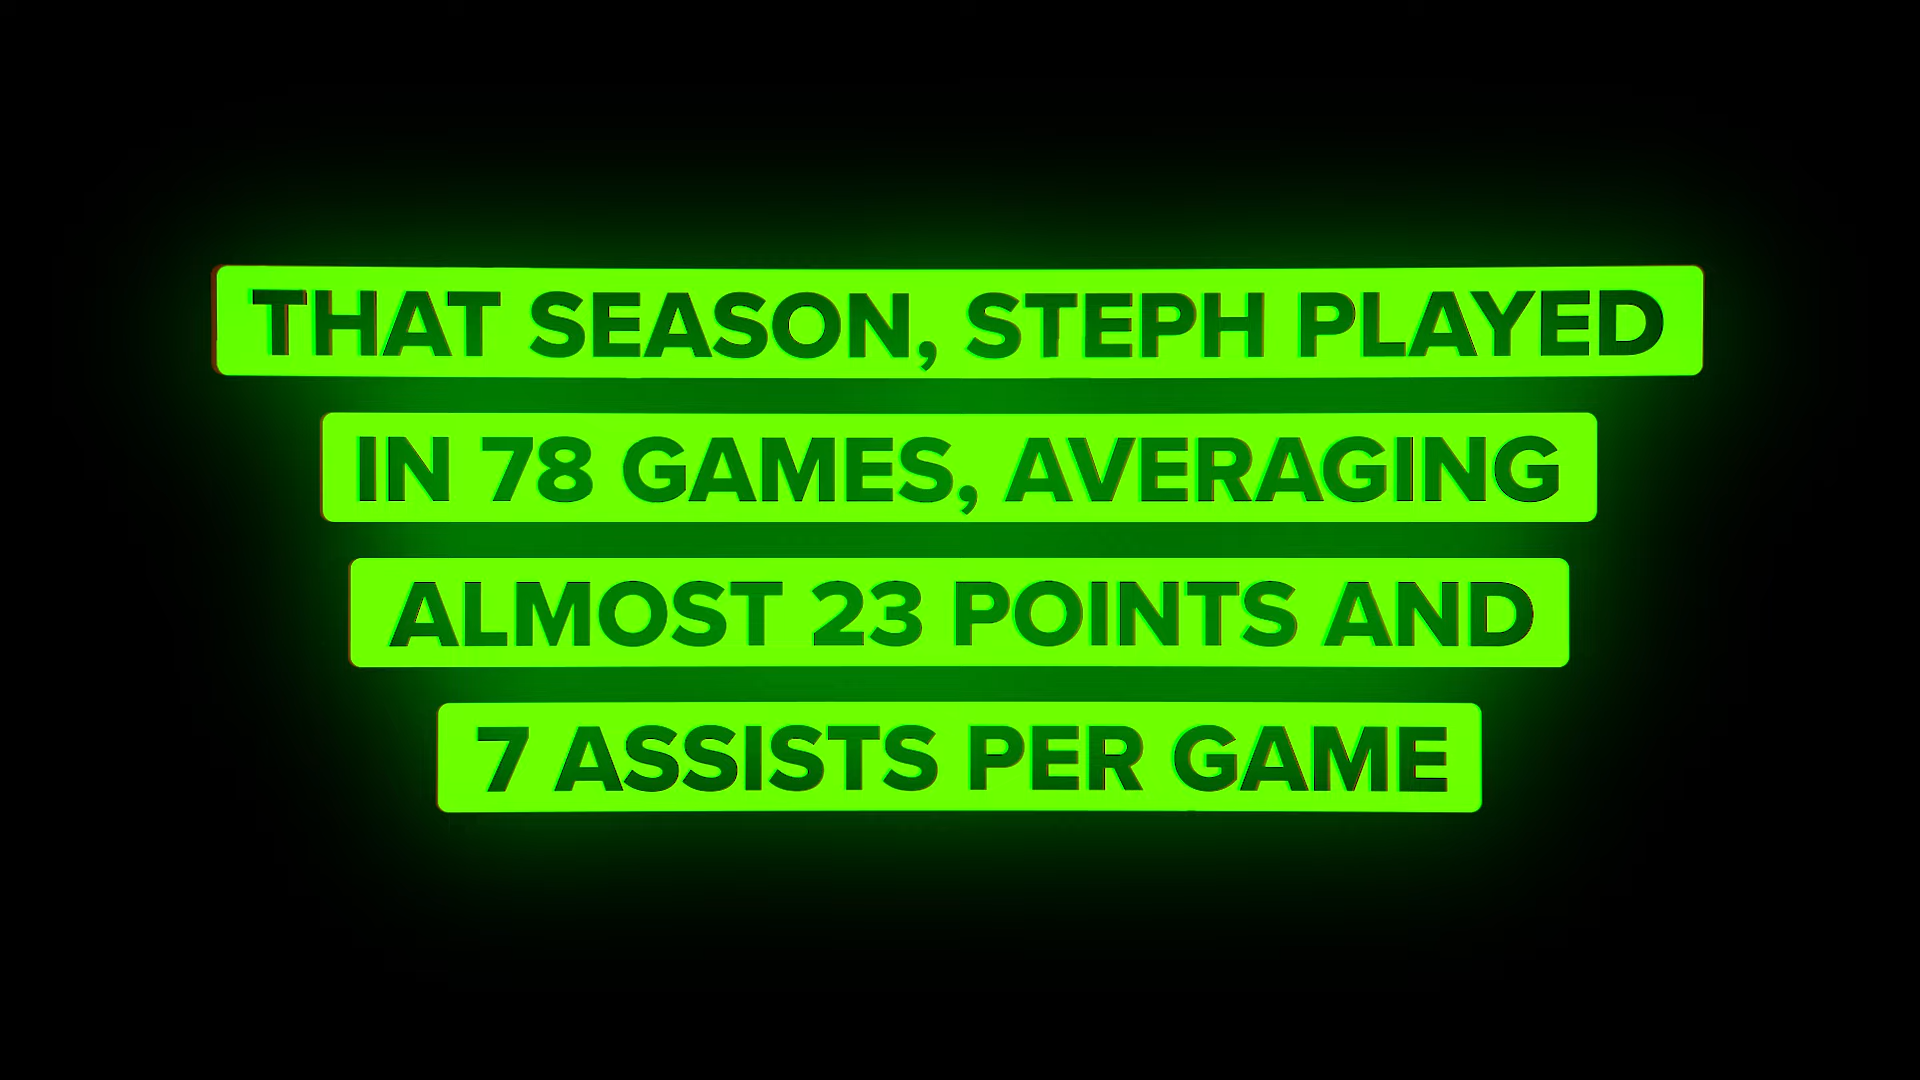 THAT SEASON, STEPH PLAYED
IN 78 GAMES, AVERAGING
ALMOST 23 POINTS AND
7 ASSISTS PER GAME